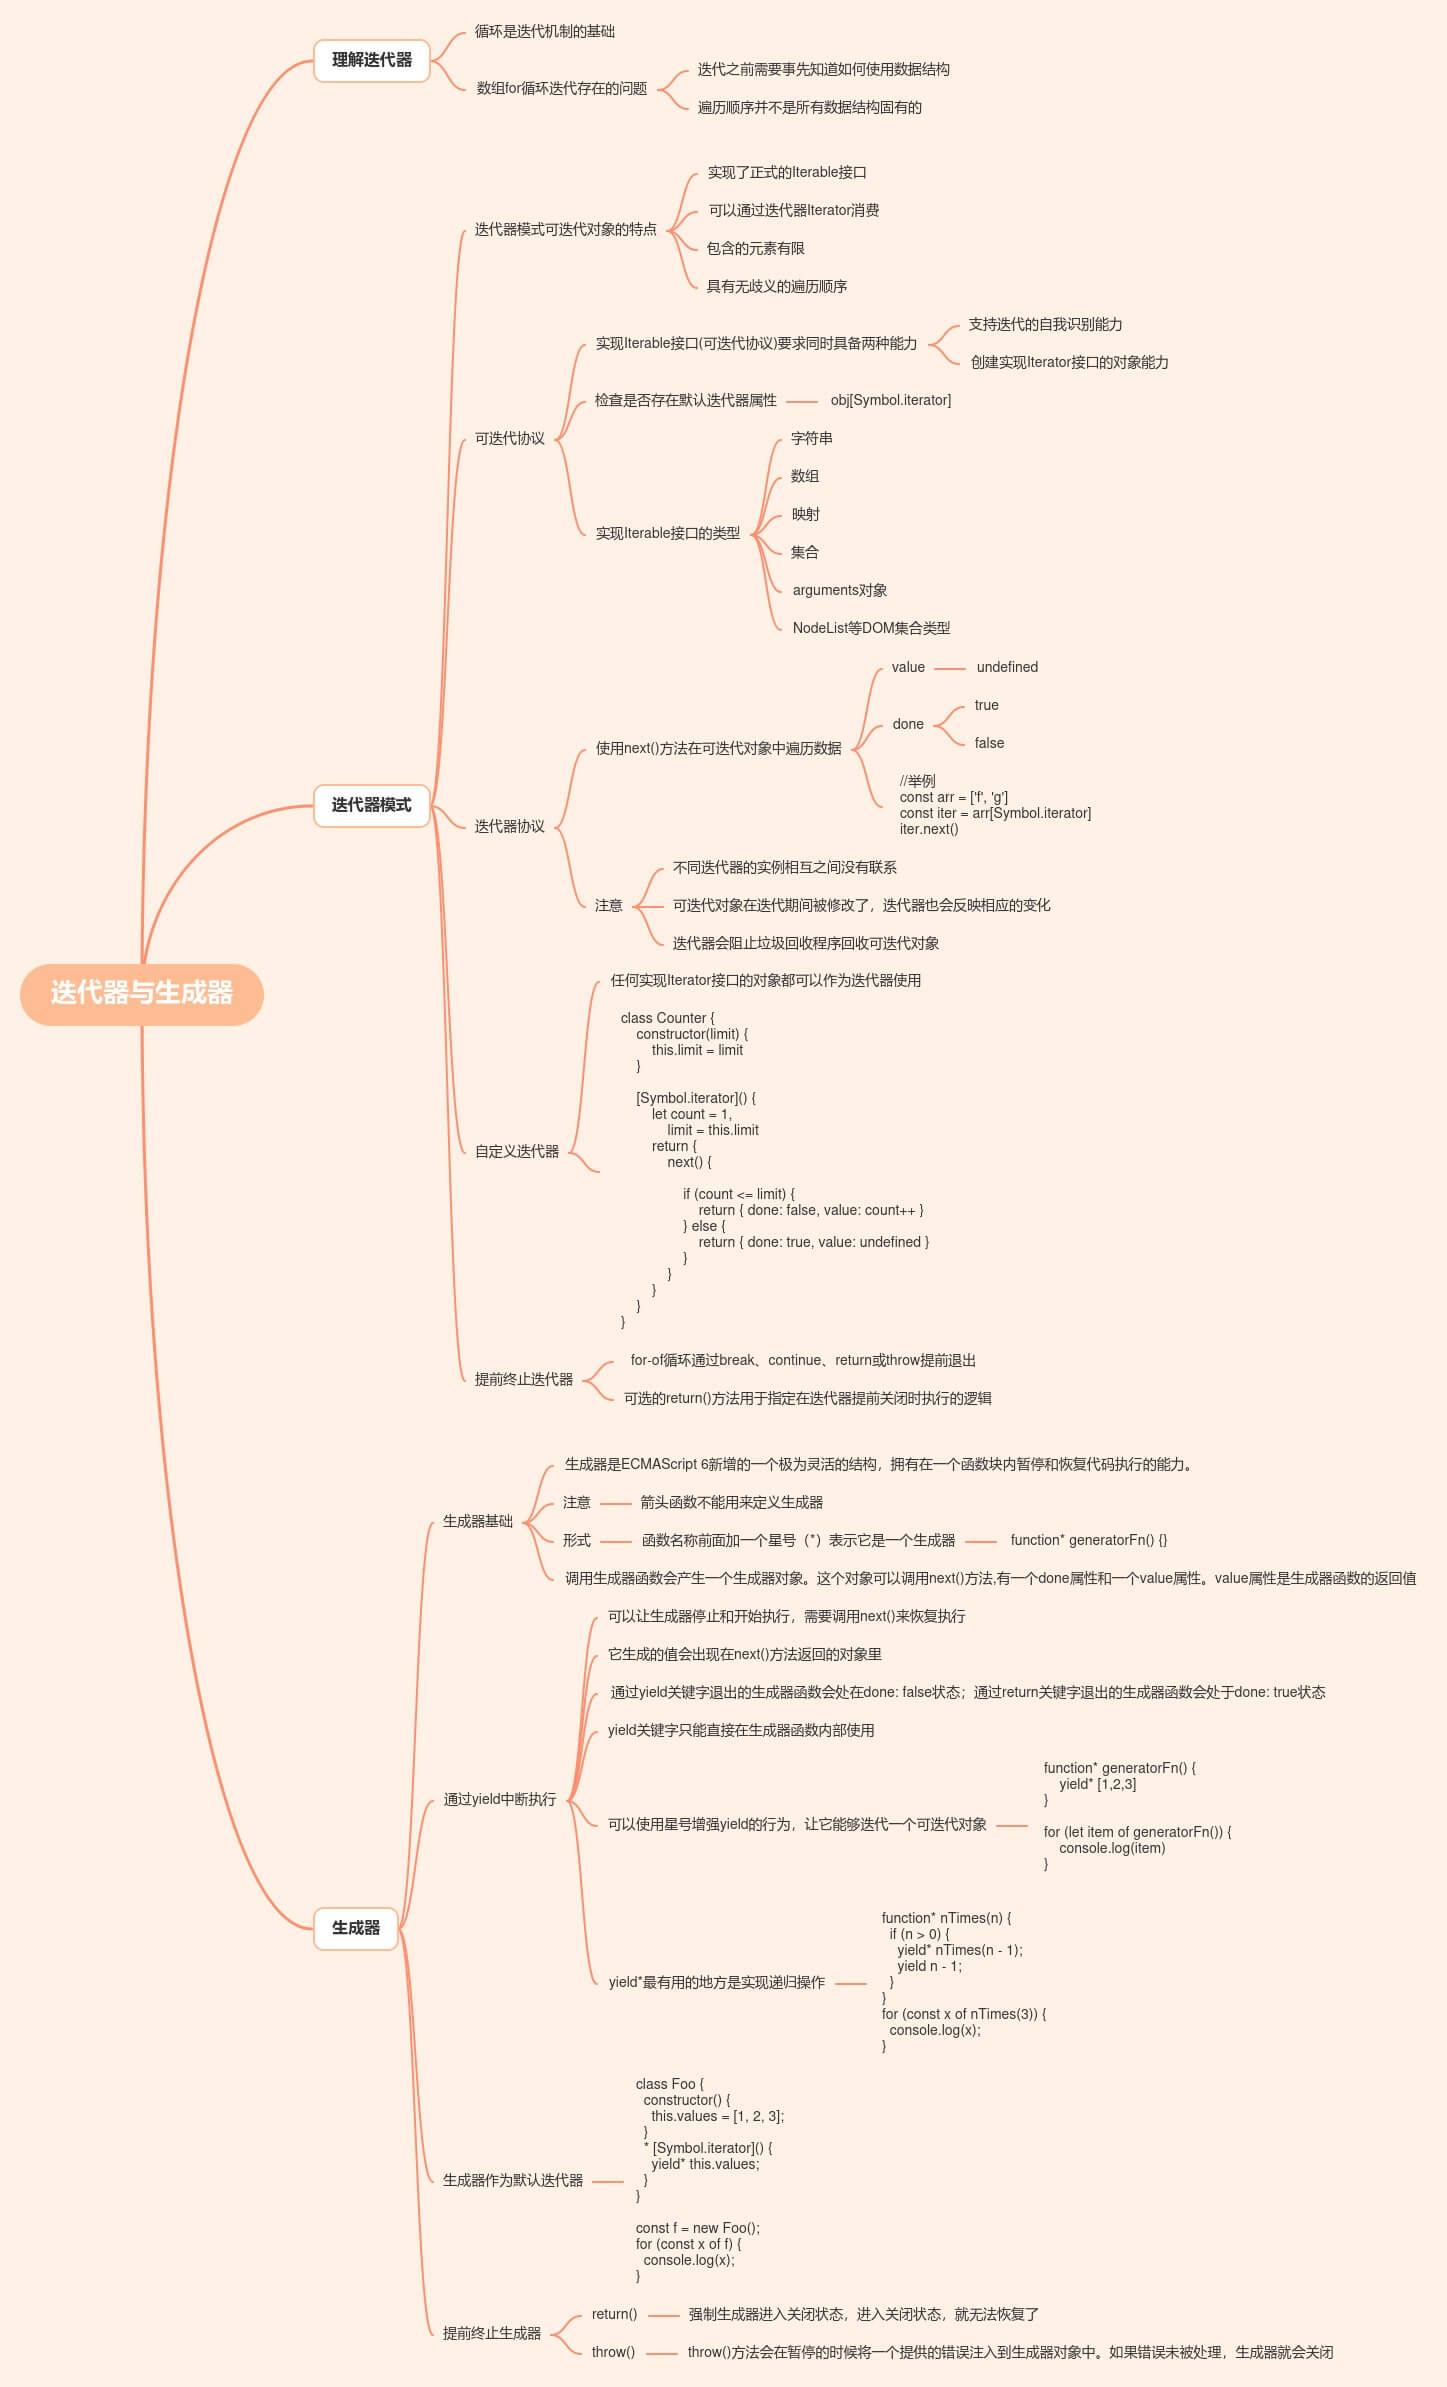 迭代器与生成器
理解迭代器
循环是迭代机制的基础
数组for循环迭代存在的问题
迭代之前需要事先知道如何使用数据结构
遍历顺序并不是所有数据结构固有的
迭代器模式
迭代器模式可迭代对象的特点
实现了正式的Iterable接口
可以通过迭代器Iterator消费
包含的元素有限
具有无歧义的遍历顺序
可迭代协议
实现Iterable接口(可迭代协议)要求同时具备两种能力
支持迭代的自我识别能力
创建实现Iterator接口的对象能力
检查是否存在默认迭代器属性
obj[Symbol.iterator]
实现Iterable接口的类型
字符串
数组
映射
集合
arguments对象
NodeList等DOM集合类型
迭代器协议
使用next()方法在可迭代对象中遍历数据
value
undefined
done
true
false
//举例
const arr = ['f', 'g']
const iter = arr[Symbol.iterator]
iter.next()
注意
不同迭代器的实例相互之间没有联系
可迭代对象在迭代期间被修改了，迭代器也会反映相应的变化
迭代器会阻止垃圾回收程序回收可迭代对象
自定义迭代器
任何实现Iterator接口的对象都可以作为迭代器使用
class Counter {
    constructor(limit) {
        this.limit = limit
    }
    [Symbol.iterator]() {
        let count = 1,
            limit = this.limit
        return {
            next() {
                if (count <= limit) {
                    return { done: false, value: count++ }
                } else {
                    return { done: true, value: undefined }
                }
            }
        }
    }
}
提前终止迭代器
for-of循环通过break、continue、return或throw提前退出
可选的return()方法用于指定在迭代器提前关闭时执行的逻辑
生成器
生成器基础
生成器是ECMAScript 6新增的一个极为灵活的结构，拥有在一个函数块内暂停和恢复代码执行的能力。
注意
箭头函数不能用来定义生成器
形式
函数名称前面加一个星号（*）表示它是一个生成器
function* generatorFn() {}
调用生成器函数会产生一个生成器对象。这个对象可以调用next()方法,有一个done属性和一个value属性。value属性是生成器函数的返回值
通过yield中断执行
可以让生成器停止和开始执行，需要调用next()来恢复执行
它生成的值会出现在next()方法返回的对象里
通过yield关键字退出的生成器函数会处在done: false状态；通过return关键字退出的生成器函数会处于done: true状态
yield关键字只能直接在生成器函数内部使用
可以使用星号增强yield的行为，让它能够迭代一个可迭代对象
function* generatorFn() {
    yield* [1,2,3]
}
for (let item of generatorFn()) {
    console.log(item)
}
yield*最有用的地方是实现递归操作
function* nTimes(n) {
  if (n > 0) {
    yield* nTimes(n - 1);
    yield n - 1;
  }
}
for (const x of nTimes(3)) {
  console.log(x);
}
生成器作为默认迭代器
class Foo {
  constructor() {
    this.values = [1, 2, 3];
  }
  * [Symbol.iterator]() {
    yield* this.values;
  }
}
const f = new Foo();
for (const x of f) {
  console.log(x);
}
提前终止生成器
return()
强制生成器进入关闭状态，进入关闭状态，就无法恢复了
throw()
throw()方法会在暂停的时候将一个提供的错误注入到生成器对象中。如果错误未被处理，生成器就会关闭